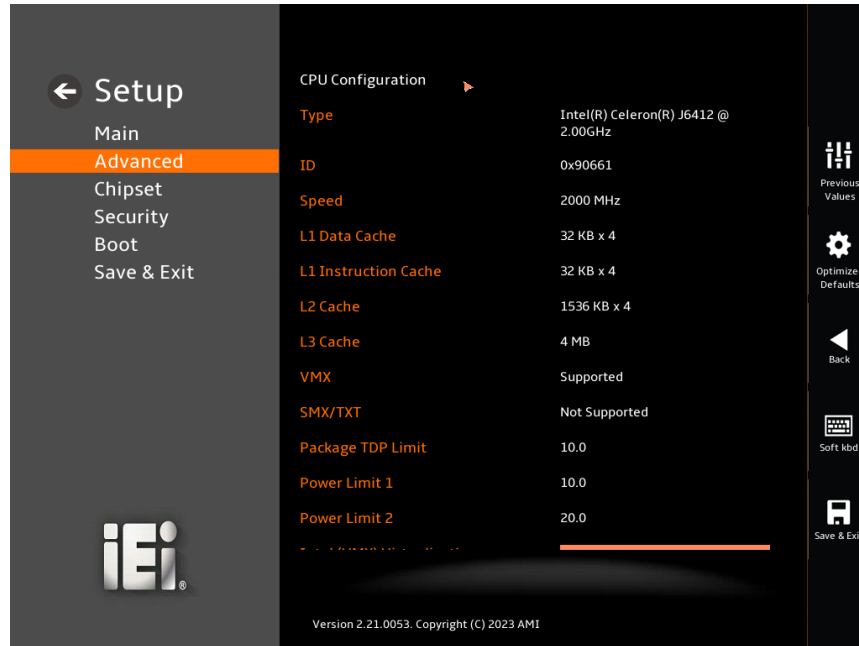 Setup
Main
Advanced
Chipset
Security
Boot
Save & Exit
CPU Configuration
Type Intel(R) Celeron(R) J6412 @
2.00GHz
ID 0x90661
Speed 2000 MHz
L1 Data Cache 32 KB x 4
L1 Instruction Cache 32 KB x 4
L2 Cache 1536 KB x 4
L3 Cache 4 MB
VMX Supported
SMX/TXT Not Supported
Package TDP Limit 10.0
Power Limit 1 10.0
Power Limit 2 20.0
Previous
Values
Optimize
Defaults
Back
Soft kbd
Save & Exi
iEi®
Version 2.21.0053. Copyright (C) 2023 AMI